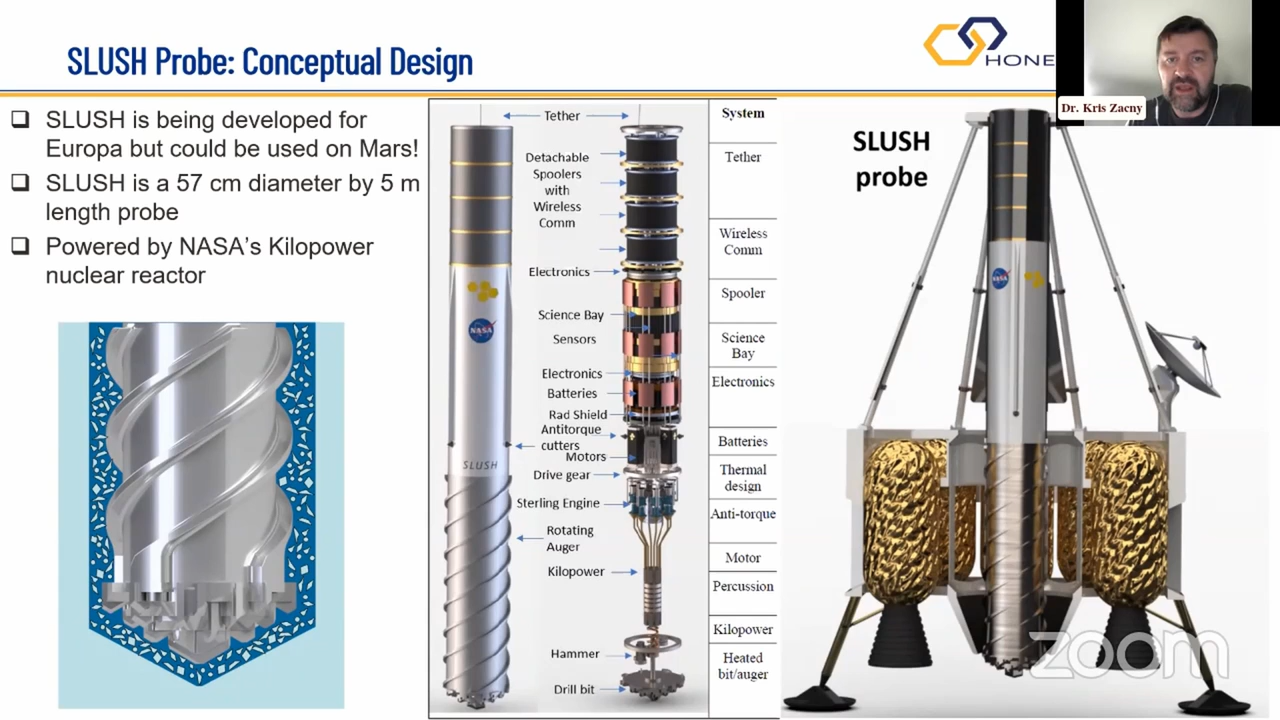 SLUSH Probe: Conceptual Design
HONE
Dr. Kris Zacny
SLUSH is being developed for
Europa but could be used on Mars!
SLUSH is a 57 cm diameter by 5 m
length probe
Powered by NASA's Kilopower
nuclear reactor
Tether
Detachable
Spoolers
with
Wireless
Comm
Electronics
Science Bay
Sensors
Electronics
Batteries
Rad Shield
Antitorque
cutters
Motors
Drive gear
Sterling Engine
Rotating
Auger
Kilopower
Hammer
Drill bit
NASA
SLUSH
System
Tether
Wireless
Comm
Spooler
Science
Bay
Electronics
Batteries
Thermal
design
Anti-torque
Motor
Percussion
Kilopower
Heated
bit/auger
SLUSH
probe
NASA
zoom